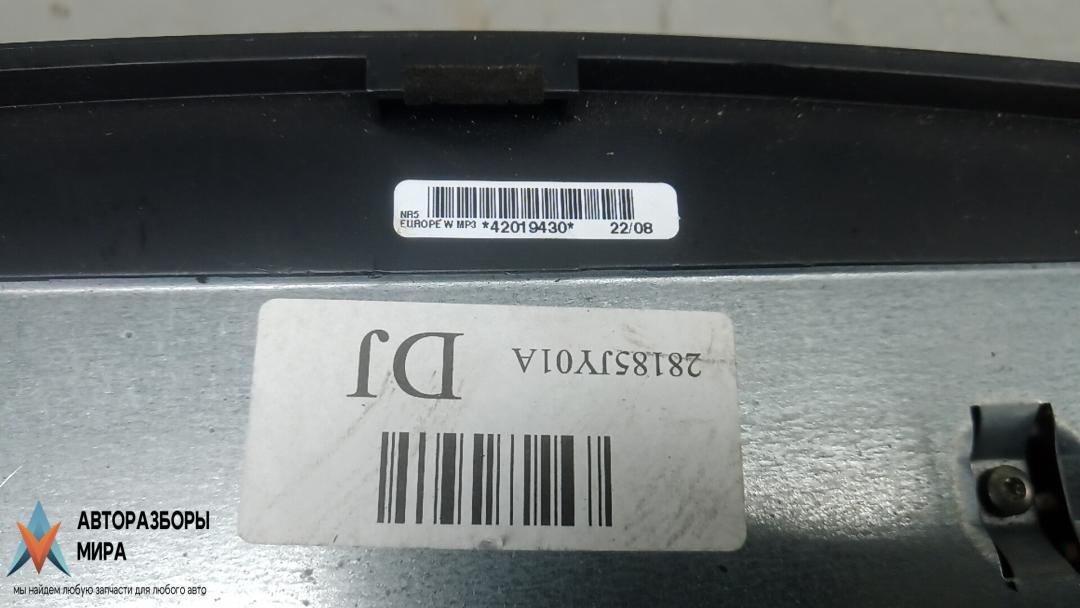 NR5
EUROPE W MP3 *42019430* 22/08
28185JY01A
DJ
АВТОРАЗБОРЫ
МИРА
мы найдем любую запчасти для любого авто